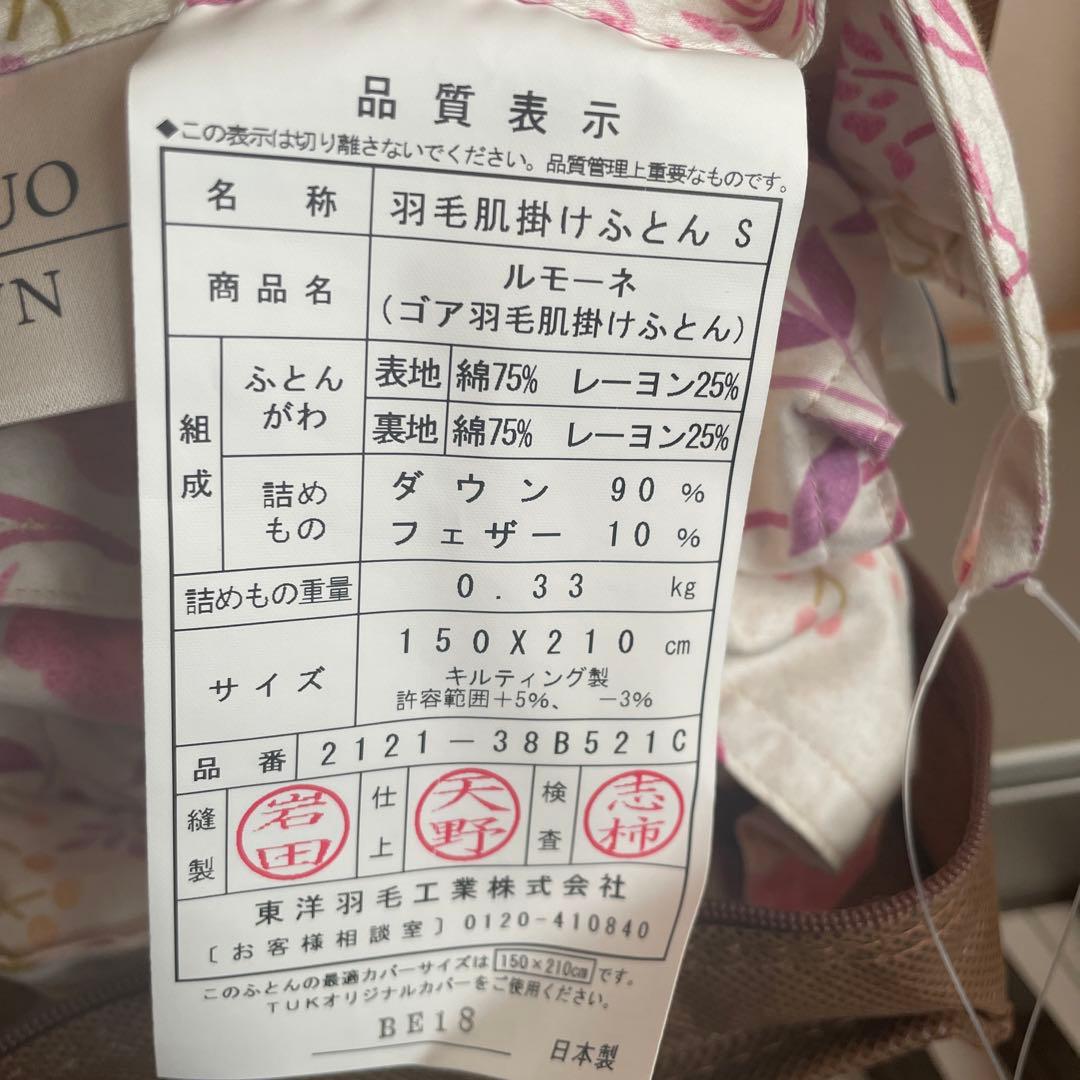 UO
N
品質表示
◆この表示は切り離さないでください。品質管理上重要なものです。
名称 羽毛肌掛けふとん S
商品名 ルモーネ
(ゴア羽毛肌掛けふとん)
組成 ふとんがわ 表地 綿75% レーヨン25%
裏地 綿75% レーヨン25%
詰めもの ダウン 90 %
フェザー 10 %
詰めもの重量 0.33 kg
サイズ 150X210 cm
キルティング製
許容範囲+5%、 -3%
品番 2121-38B521C
縫製 岩田 仕上 天野 検査 志柿
東洋羽毛工業株式会社
〔お客様相談室〕0120-410840
このふとんの最適カバーサイズは 150×210cm です。
TUKオリジナルカバーをご使用ください。
BE18
日本製